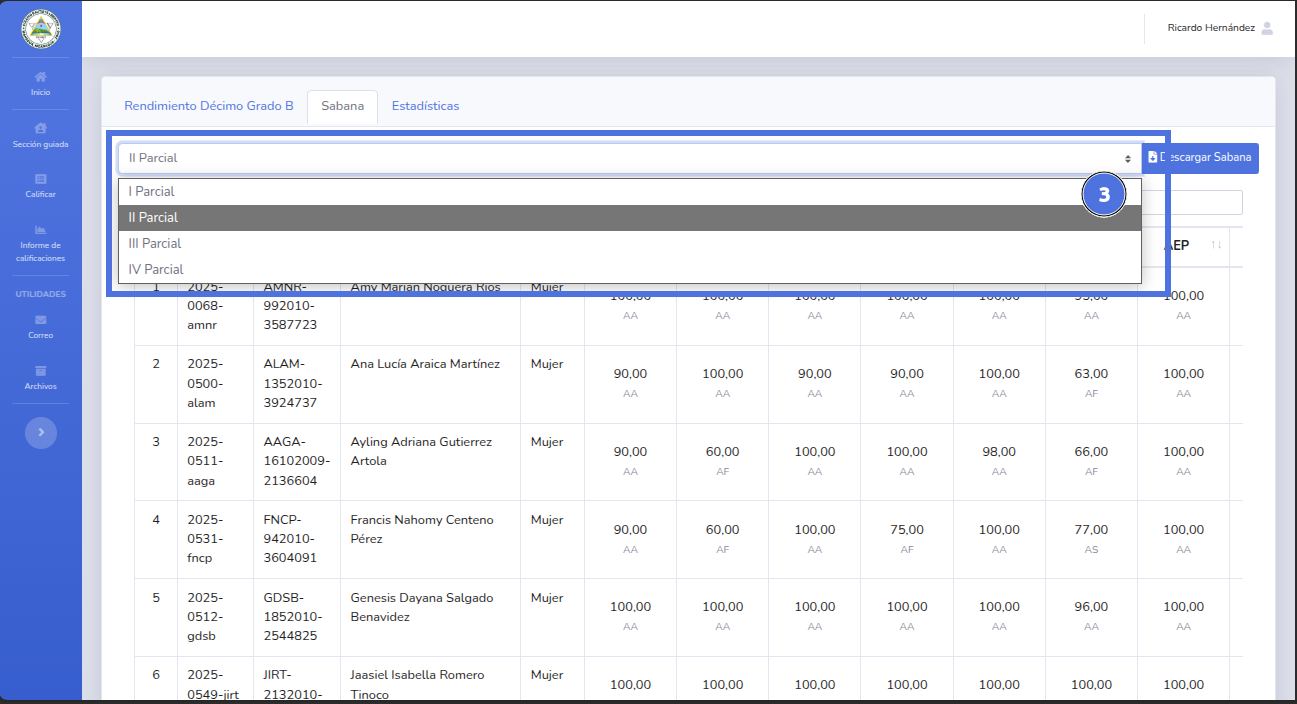 Ricardo Hernández
Inicio
Sección guiada
Calificar
Informe de
calificaciones
UTILIDADES
Correo
Archivos
Rendimiento Décimo Grado B
Sabana
Estadísticas
II Parcial
Descargar Sabana
I Parcial
II Parcial
III Parcial
IV Parcial
3
AEP
1 2025- AMNR- Amy Marian Noguera Rios Mujer 100,00 100,00 100,00 100,00 100,00 95,00 100,00
0068- 992010- AA AA AA AA AA AA AA
amnr 3587723
2 2025- ALAM- Ana Lucía Araica Martínez Mujer 90,00 100,00 90,00 90,00 100,00 63,00 100,00
0500- 1352010- AA AA AA AA AA AF AA
alam 3924737
3 2025- AAGA- Ayling Adriana Gutierrez Mujer 90,00 60,00 100,00 100,00 98,00 66,00 100,00
0511- 16102009- Artola AA AF AA AA AA AF AA
aaga 2136604
4 2025- FNCP- Francis Nahomy Centeno Mujer 90,00 60,00 100,00 75,00 100,00 77,00 100,00
0531- 942010- Pérez AA AF AA AF AA AS AA
fncp 3604091
5 2025- GDSB- Genesis Dayana Salgado Mujer 100,00 100,00 100,00 100,00 100,00 96,00 100,00
0512- 1852010- Benavidez AA AA AA AA AA AA AA
gdsb 2544825
6 2025- JIRT- Jaasiel Isabella Romero Mujer 100,00 100,00 100,00 100,00 100,00 100,00 100,00
0549-jirt 2132010- Tinoco